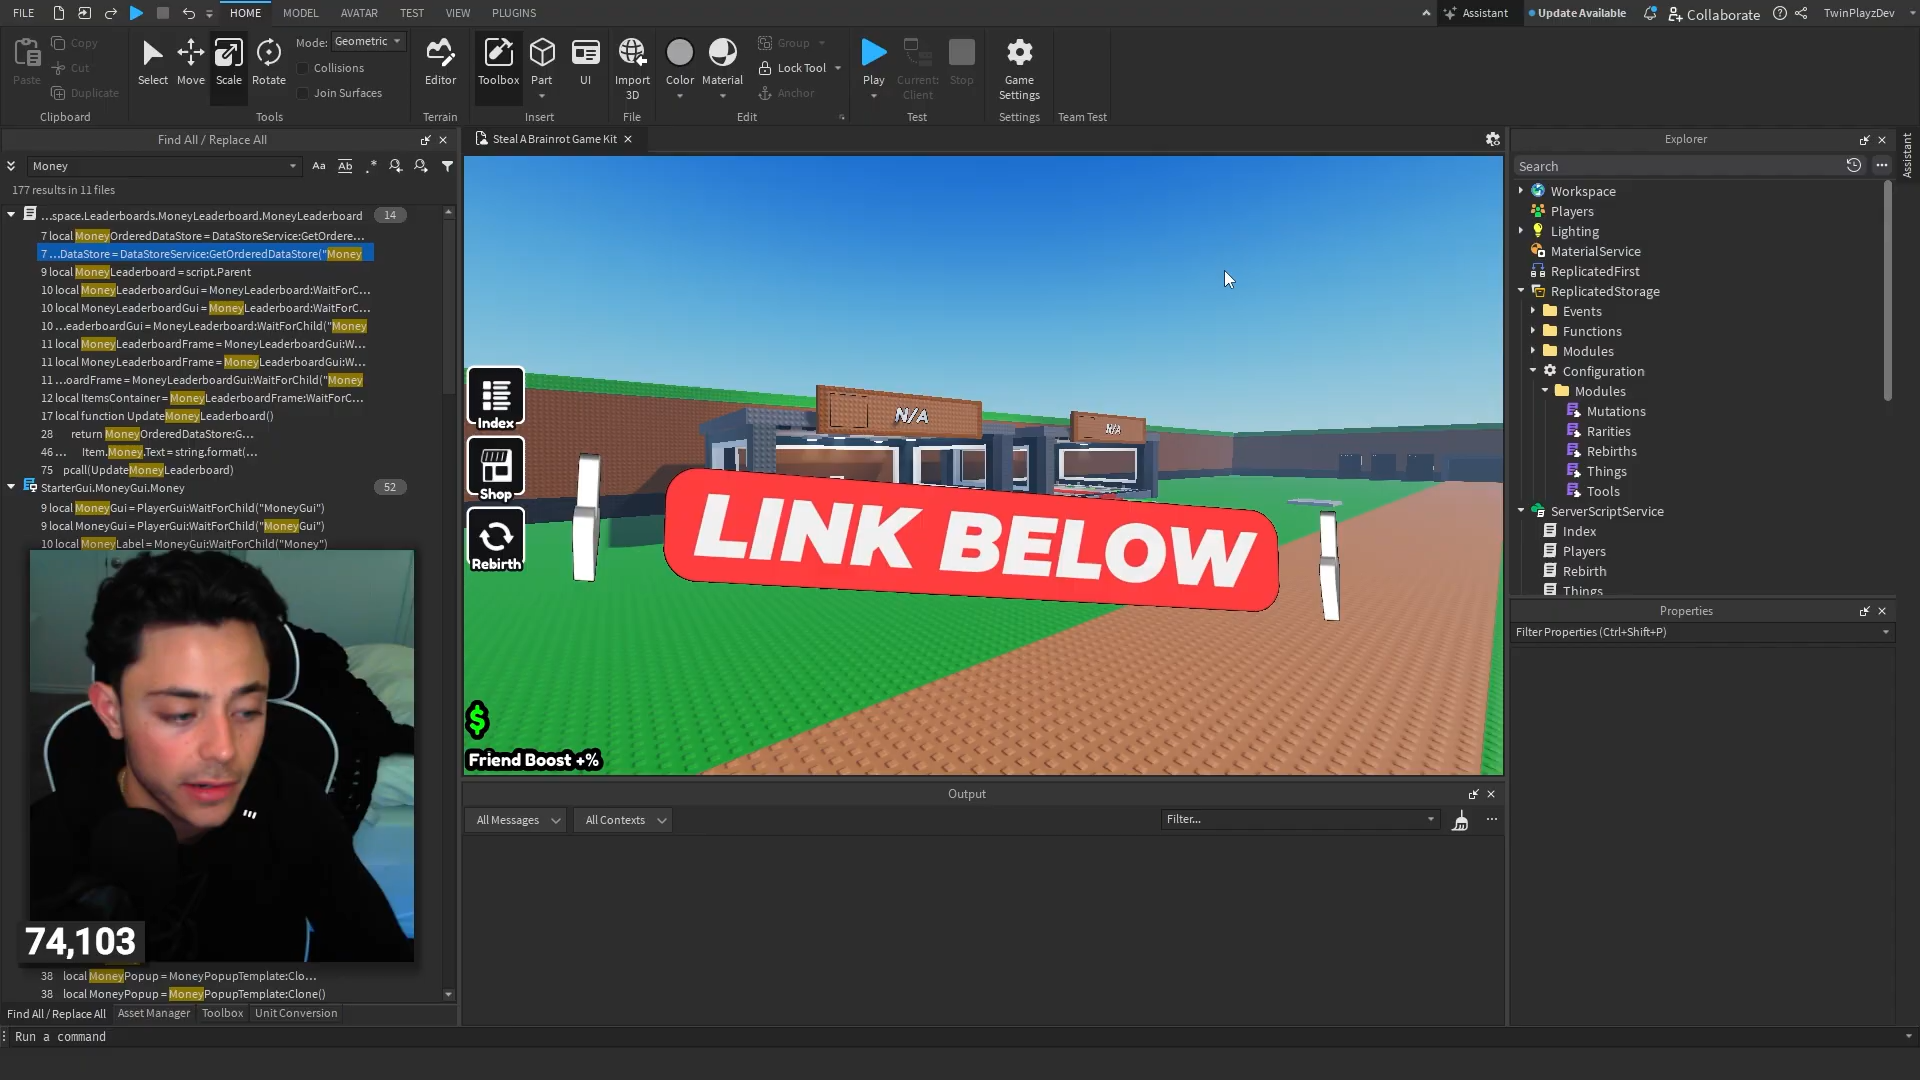 FILE
HOME
MODEL
AVATAR
TEST
VIEW
PLUGINS
Assistant
Update Available
Collaborate
TwinPlayzDev
Paste
Copy
Cut
Duplicate
Clipboard
Select
Move
Scale
Rotate
Mode: Geometric
Collisions
Join Surfaces
Tools
Editor
Terrain
Toolbox
Part
UI
Insert
Import
3D
File
Color
Material
Group
Lock Tool
Anchor
Edit
Play
Current:
Client
Stop
Test
Game
Settings
Settings
Team Test
Find All / Replace All
Money
Aa
Ab
177 results in 11 files
...space.Leaderboards.MoneyLeaderboard.MoneyLeaderboard 14
7 local MoneyOrderedDataStore = DataStoreService:GetOrdere...
7 ...DataStore = DataStoreService:GetOrderedDataStore("Money
9 local MoneyLeaderboard = script.Parent
10 local MoneyLeaderboardGui = MoneyLeaderboard:WaitForC...
10 local MoneyLeaderboardGui = MoneyLeaderboard:WaitForC...
10 ...eaderboardGui = MoneyLeaderboard:WaitForChild("Money
11 local MoneyLeaderboardFrame = MoneyLeaderboardGui:W...
11 local MoneyLeaderboardFrame = MoneyLeaderboardGui:W...
11 ...oardFrame = MoneyLeaderboardGui:WaitForChild("Money
12 local ItemsContainer = MoneyLeaderboardFrame:WaitForC...
17 local function UpdateMoneyLeaderboard()
28 return MoneyOrderedDataStore:G...
46 ... Item.Money.Text = string.format(...
75 pcall(UpdateMoneyLeaderboard)
StarterGui.MoneyGui.Money 52
9 local MoneyGui = PlayerGui:WaitForChild("MoneyGui")
9 local MoneyGui = PlayerGui:WaitForChild("MoneyGui")
10 local MoneyLabel = MoneyGui:WaitForChild("Money")
74,103
38 local MoneyPopup = MoneyPopupTemplate:Clo...
38 local MoneyPopup = MoneyPopupTemplate:Clone()
Find All / Replace All
Asset Manager
Toolbox
Unit Conversion
Run a command
Steal A Brainrot Game Kit
Index
Shop
Rebirth
N/A
N/A
LINK BELOW
$
Friend Boost +%
Output
All Messages
All Contexts
Filter...
Explorer
Search
Workspace
Players
Lighting
MaterialService
ReplicatedFirst
ReplicatedStorage
Events
Functions
Modules
Configuration
Modules
Mutations
Rarities
Rebirths
Things
Tools
ServerScriptService
Index
Players
Rebirth
Things
Properties
Filter Properties (Ctrl+Shift+P)
Assistant